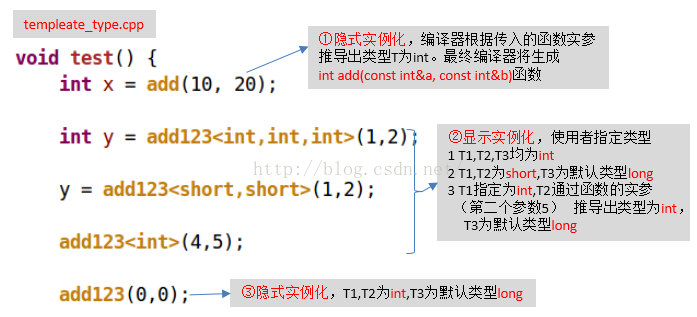 templeate_type.cpp
void test() {
int x = add(10, 20);
①隐式实例化，编译器根据传入的函数实参
推导出类型T为int。最终编译器将生成
int add(const int&a, const int&b)函数
int y = add123<int,int,int>(1,2);
y = add123<short,short>(1,2);
add123<int>(4,5);
②显示实例化，使用者指定类型
1 T1,T2,T3均为int
2 T1,T2为short,T3为默认类型long
3 T1指定为int,T2通过函数的实参
（第二个参数5） 推导出类型为int，
T3为默认类型long
http://blog.csdn.net
add123(0,0);
③隐式实例化，T1,T2为int,T3为默认类型long